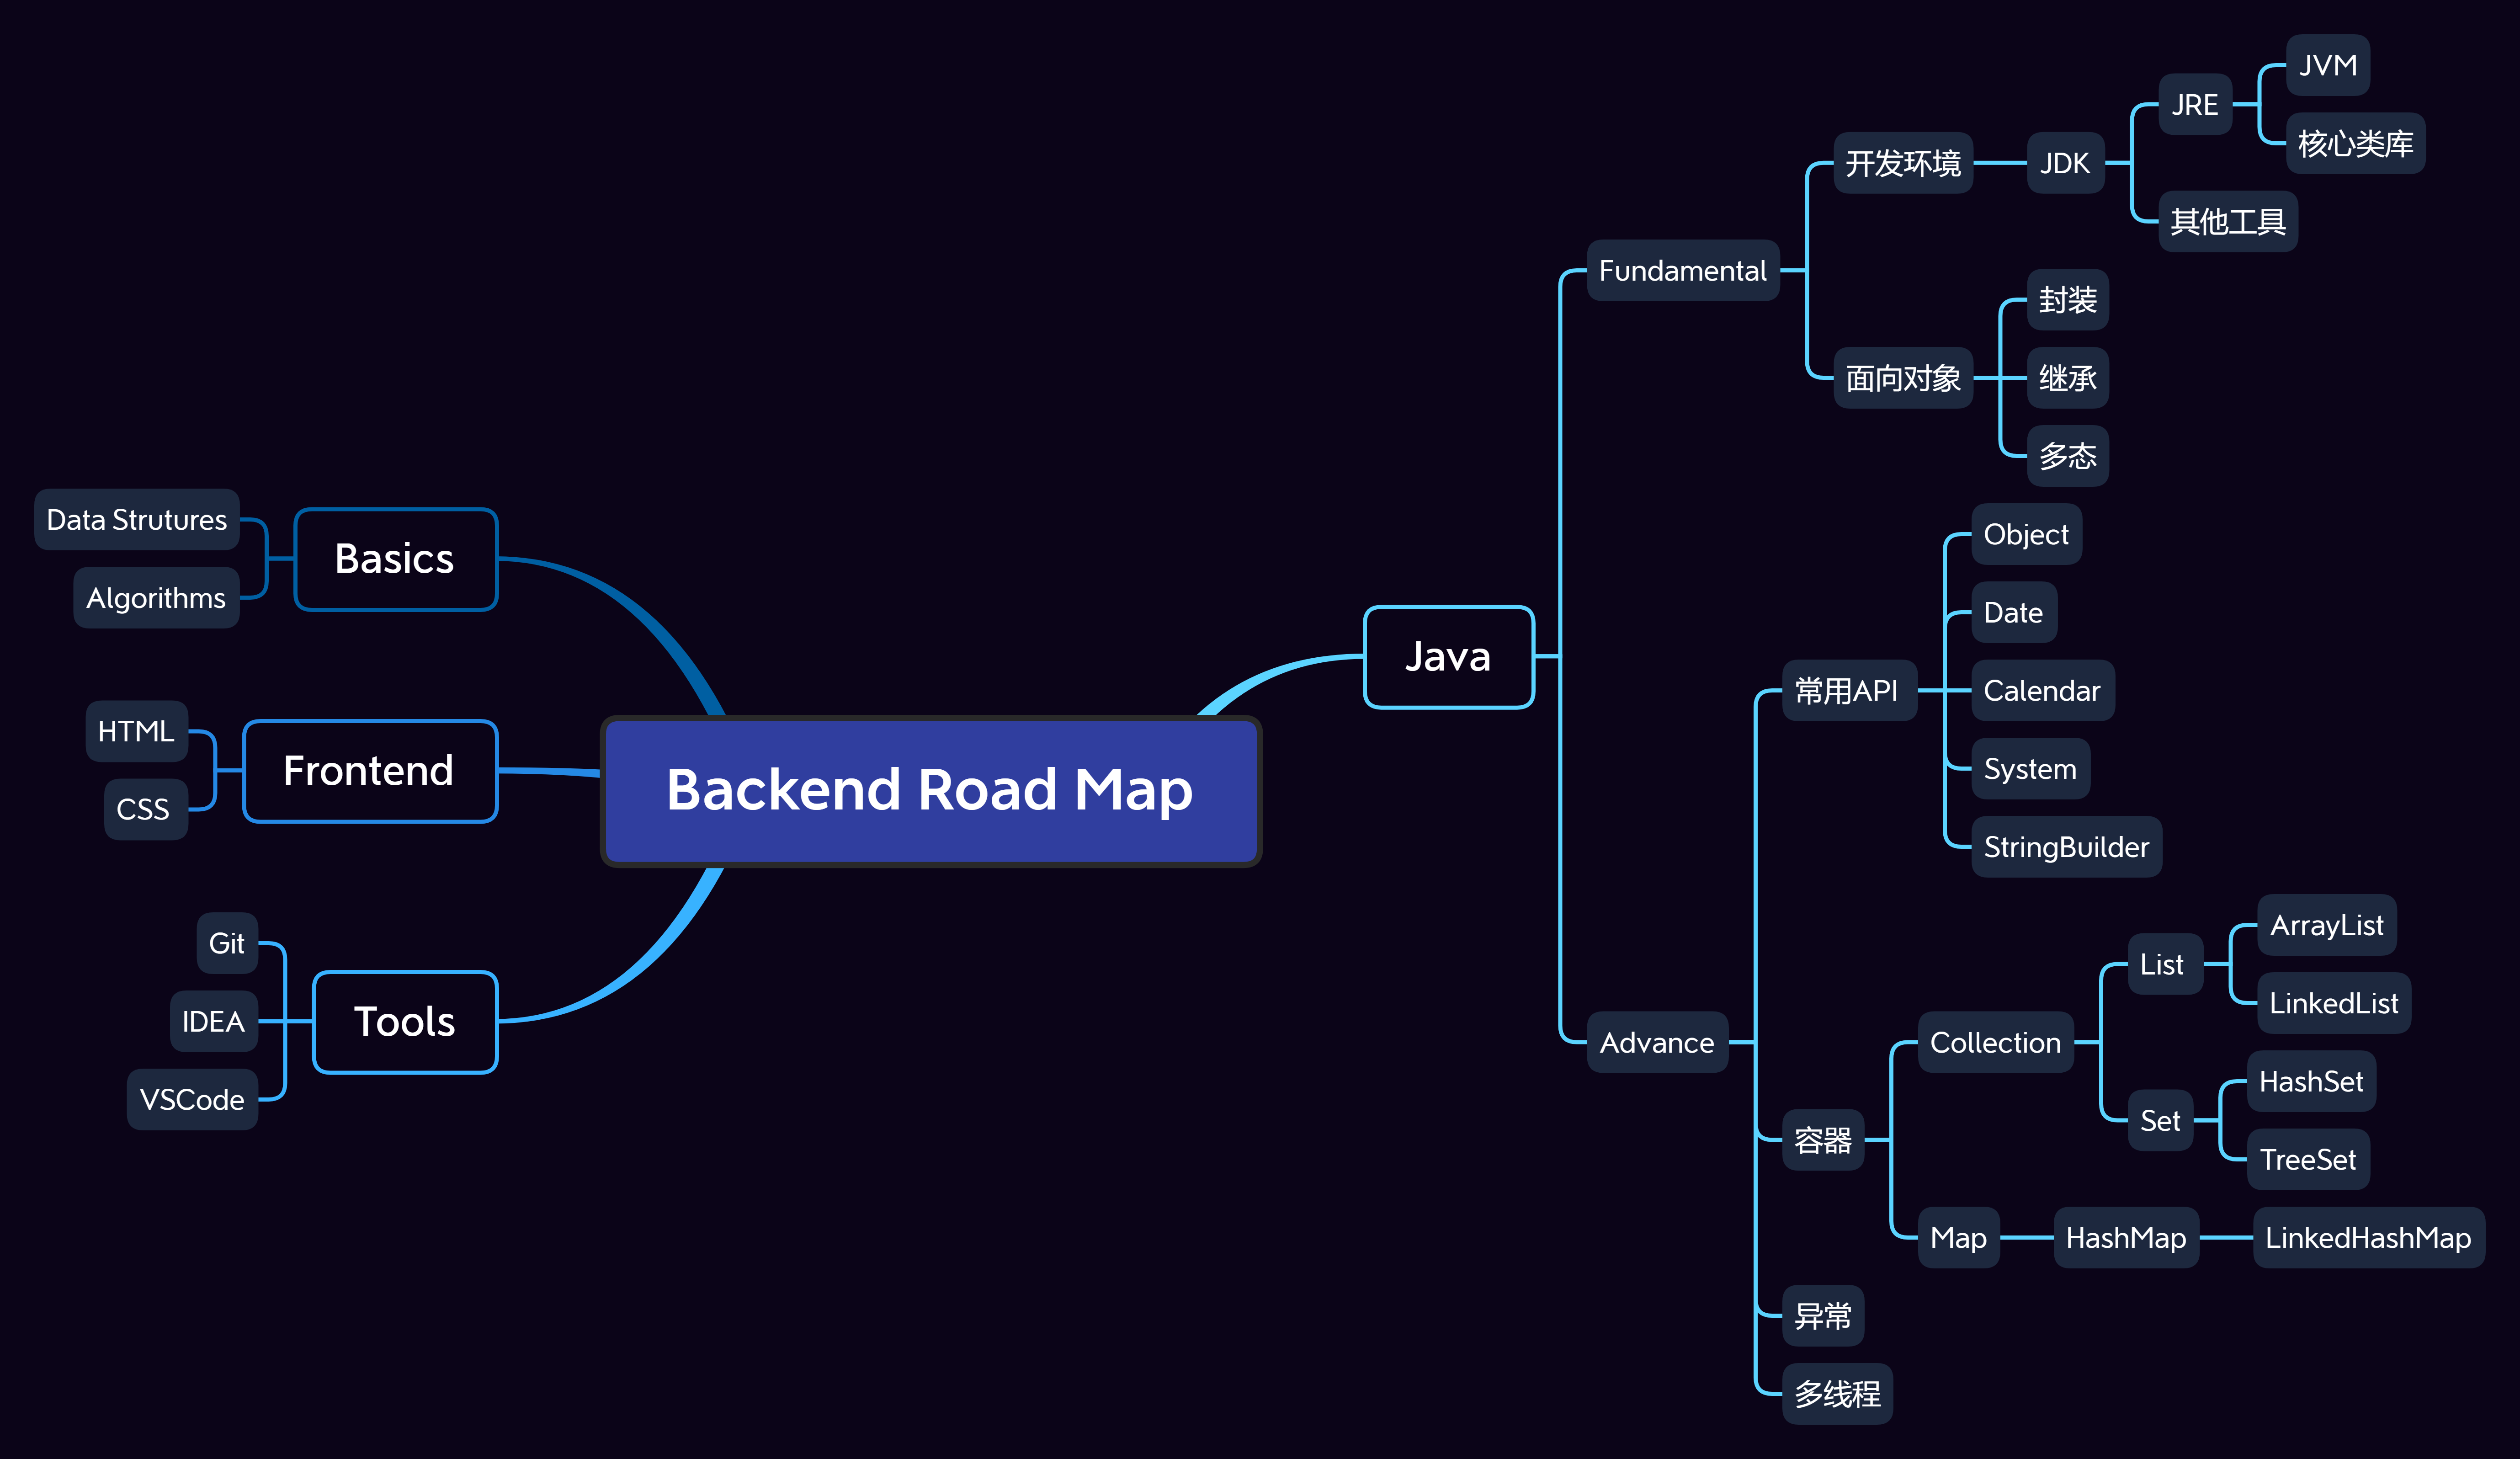 Backend Road Map
Basics
Data Strutures
Algorithms
Frontend
HTML
CSS
Tools
Git
IDEA
VSCode
Java
Fundamental
开发环境
JDK
JRE
JVM
核心类库
其他工具
面向对象
封装
继承
多态
Advance
常用API
Object
Date
Calendar
System
StringBuilder
容器
Collection
List
ArrayList
LinkedList
Set
HashSet
TreeSet
Map
HashMap
LinkedHashMap
异常
多线程